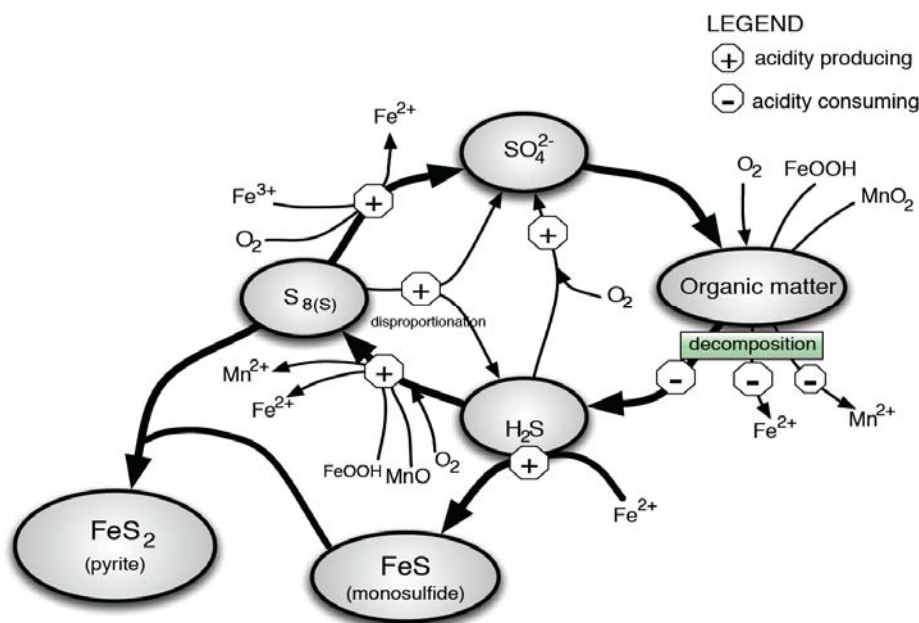 LEGEND
+ acidity producing
- acidity consuming
Fe²⁺
SO₄²⁻
O₂
FeOOH
MnO₂
Fe³⁺
O₂
+
+
Organic matter
S₈₍S₎
+
O₂
disproportionation
decomposition
Mn²⁺
+
-
-
-
Fe²⁺
H₂S
Fe²⁺
Mn²⁺
FeOOH
MnO
O₂
+
Fe²⁺
FeS₂
(pyrite)
FeS
(monosulfide)